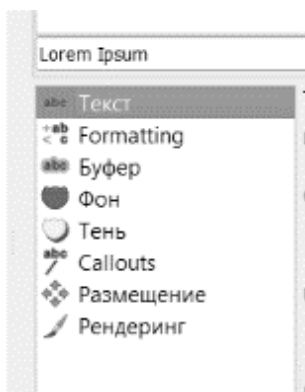 Lorem Ipsum
Текст
Formatting
Буфер
Фон
Тень
Callouts
Размещение
Рендеринг